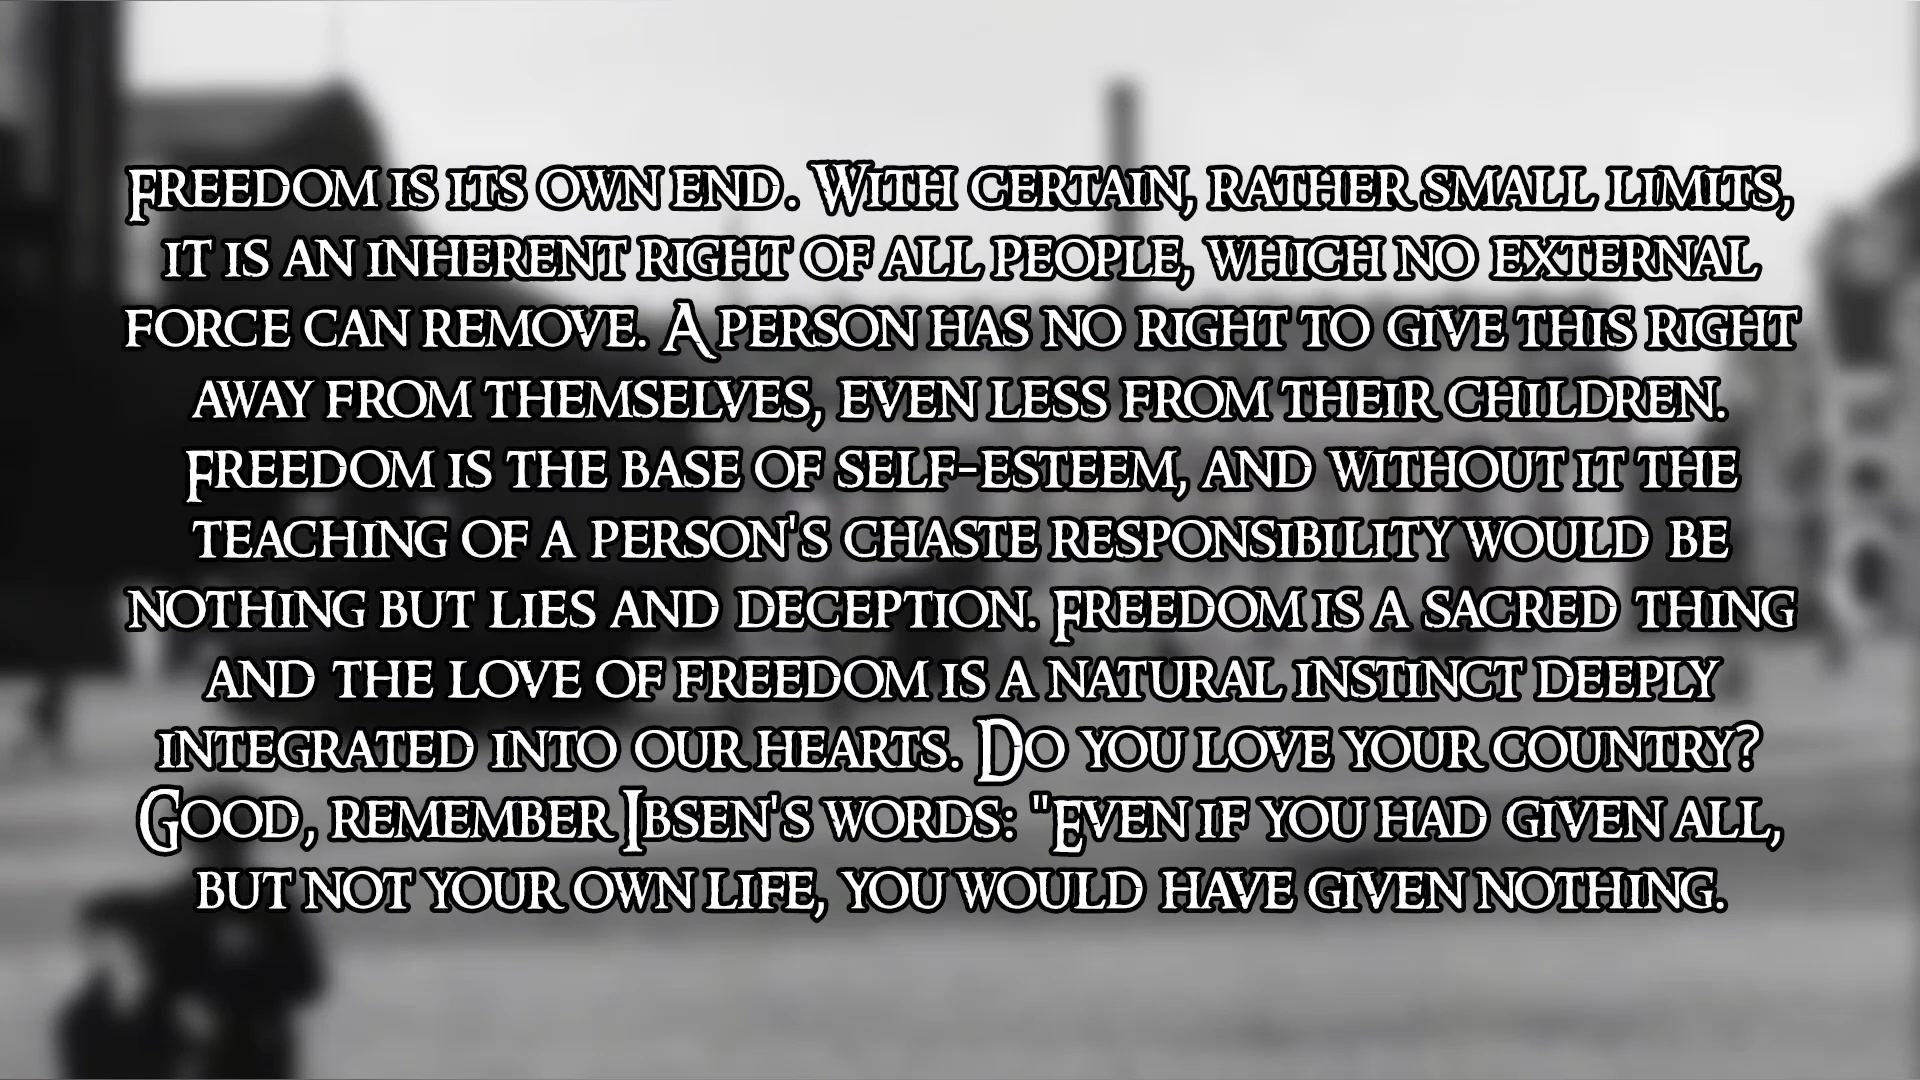 Freedom is its own end. With certain, rather small limits,
it is an inherent right of all people, which no external
force can remove. A person has no right to give this right
away from themselves, even less from their children.
Freedom is the base of self-esteem, and without it the
teaching of a person's chaste responsibility would be
nothing but lies and deception. Freedom is a sacred thing
and the love of freedom is a natural instinct deeply
integrated into our hearts. Do you love your country?
Good, remember Ibsen's words: "Even if you had given all,
but not your own life, you would have given nothing.